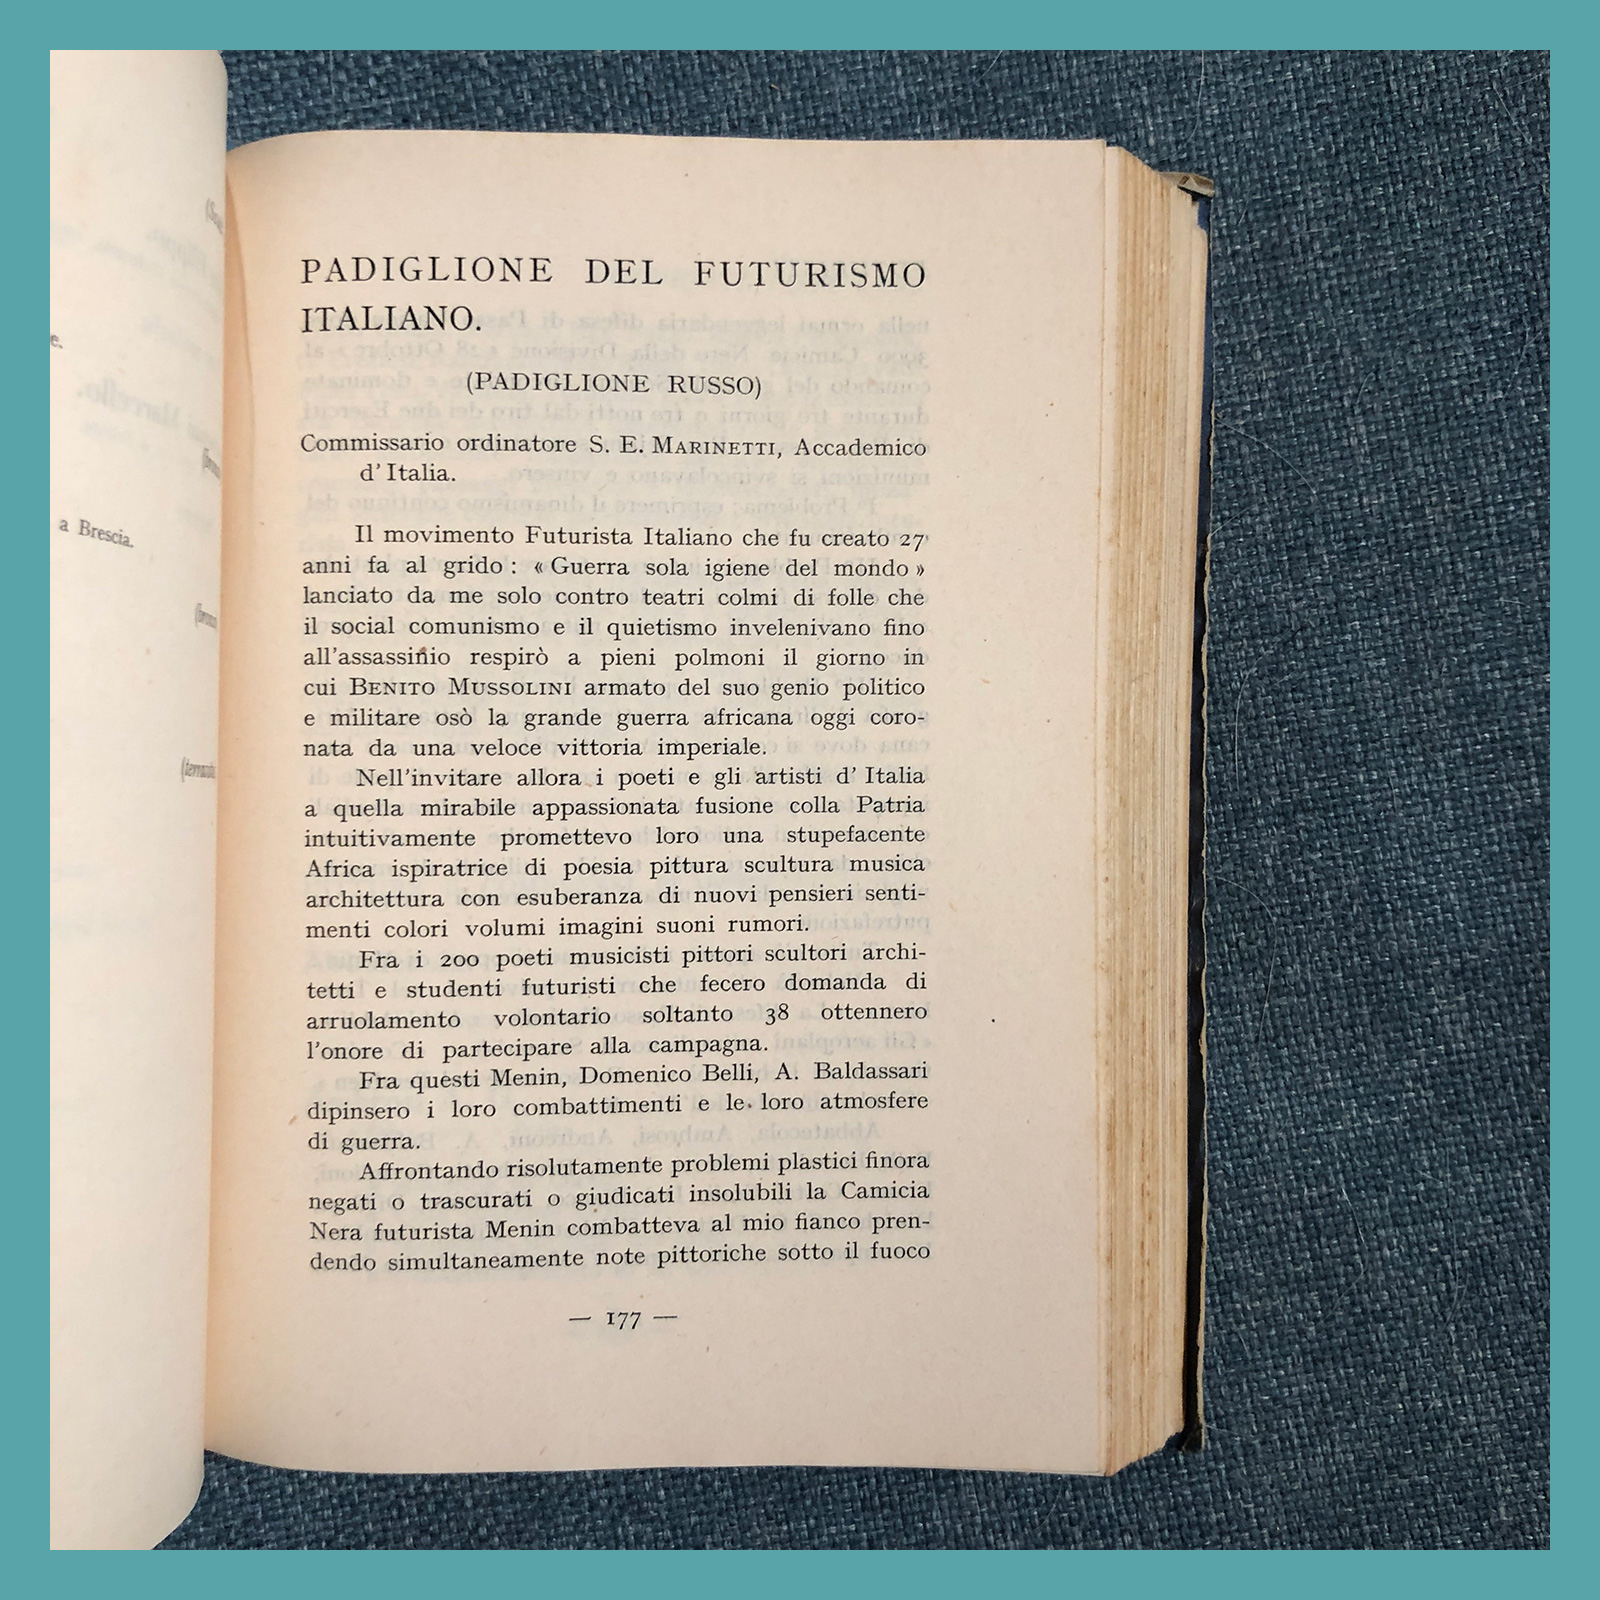 e.
a Brescia.
PADIGLIONE DEL FUTURISMO
ITALIANO.
(PADIGLIONE RUSSO)
Commissario ordinatore S. E. MARINETTI, Accademico
d' Italia.
Il movimento Futurista Italiano che fu creato 27
anni fa al grido : « Guerra sola igiene del mondo »
lanciato da me solo contro teatri colmi di folle che
il social comunismo e il quietismo invelenivano fino
all'assassinio respirò a pieni polmoni il giorno in
cui BENITO MUSSOLINI armato del suo genio politico
e militare osò la grande guerra africana oggi coro-
nata da una veloce vittoria imperiale.
Nell'invitare allora i poeti e gli artisti d' Italia
a quella mirabile appassionata fusione colla Patria
intuitivamente promettevo loro una stupefacente
Africa ispiratrice di poesia pittura scultura musica
architettura con esuberanza di nuovi pensieri senti-
menti colori volumi imagini suoni rumori.
Fra i 200 poeti musicisti pittori scultori archi-
tetti e studenti futuristi che fecero domanda di
arruolamento volontario soltanto 38 ottennero
l'onore di partecipare alla campagna.
Fra questi Menin, Domenico Belli, A. Baldassari
dipinsero i loro combattimenti e le loro atmosfere
di guerra.
Affrontando risolutamente problemi plastici finora
negati o trascurati o giudicati insolubili la Camicia
Nera futurista Menin combatteva al mio fianco pren-
dendo simultaneamente note pittoriche sotto il fuoco
— 177 —